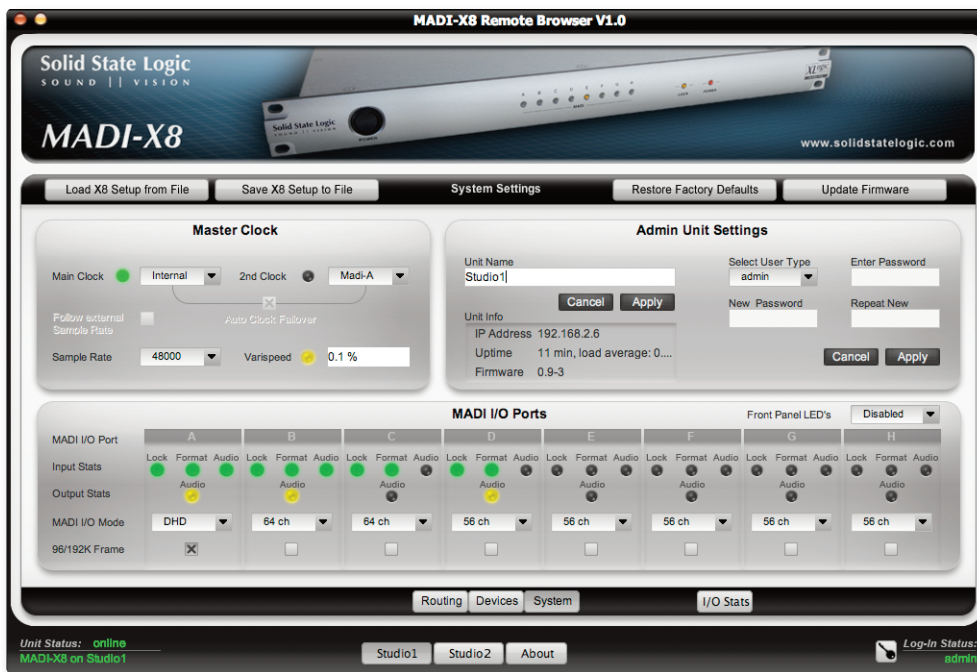 MADI-X8 Remote Browser V1.0
Solid State Logic
SOUND || VISION
MADI-X8
Solid State Logic
POWER
A B C D E F G H
MADI
POWER
XLogic
www.solidstatelogic.com
Load X8 Setup from File Save X8 Setup to File System Settings Restore Factory Defaults Update Firmware
Master Clock
Main Clock Internal 2nd Clock Madi-A
Follow external
Sample Rate
Auto Clock Failover
Sample Rate 48000 Varispeed 0.1 %
Admin Unit Settings
Unit Name
Studio1
Cancel Apply
Unit Info
IP Address 192.168.2.6
Uptime 11 min, load average: 0....
Firmware 0.9-3
Select User Type Enter Password
admin
New Password Repeat New
Cancel Apply
MADI I/O Ports
Front Panel LED's Disabled
MADI I/O Port A B C D E F G H
Lock Format Audio Lock Format Audio Lock Format Audio Lock Format Audio Lock Format Audio Lock Format Audio Lock Format Audio Lock Format Audio
Input Stats
Audio Audio Audio Audio Audio Audio Audio Audio
Output Stats
MADI I/O Mode DHD 64 ch 64 ch 56 ch 56 ch 56 ch 56 ch 56 ch
96/192K Frame
Routing Devices System I/O Stats
Unit Status: online
MADI-X8 on Studio1
Studio1 Studio2 About
Log-In Status:
admin